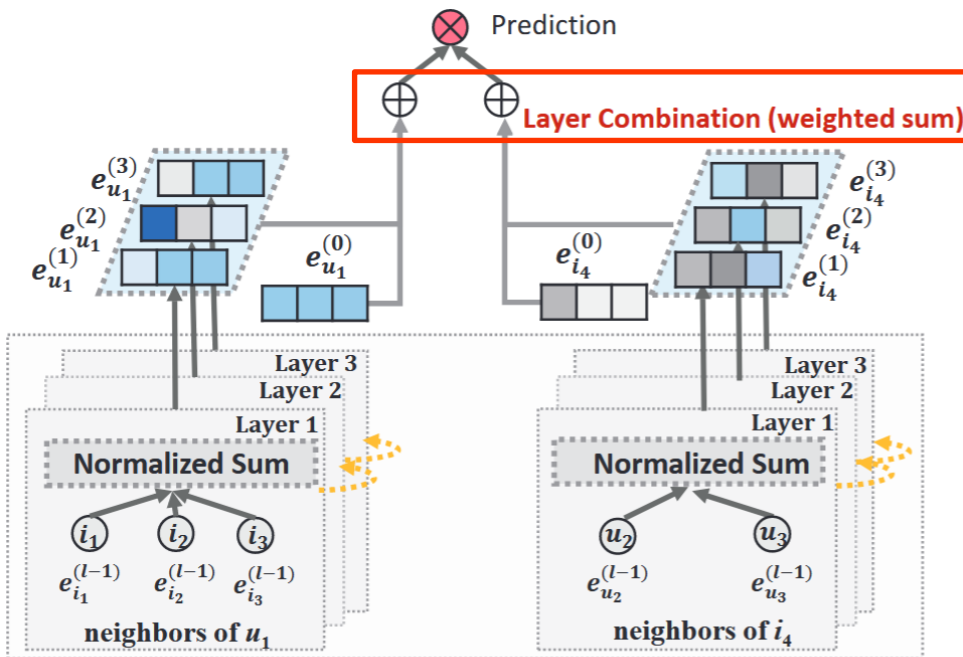 Prediction
Layer Combination (weighted sum)
e_{u_1}^{(3)}
e_{u_1}^{(2)}
e_{u_1}^{(1)}
e_{u_1}^{(0)}
e_{i_4}^{(0)}
e_{i_4}^{(3)}
e_{i_4}^{(2)}
e_{i_4}^{(1)}
Layer 3
Layer 2
Layer 1
Normalized Sum
i_1 i_2 i_3
e_{i_1}^{(l-1)} e_{i_2}^{(l-1)} e_{i_3}^{(l-1)}
neighbors of u_1
Layer 3
Layer 2
Layer 1
Normalized Sum
u_2 u_3
e_{u_2}^{(l-1)} e_{u_3}^{(l-1)}
neighbors of i_4